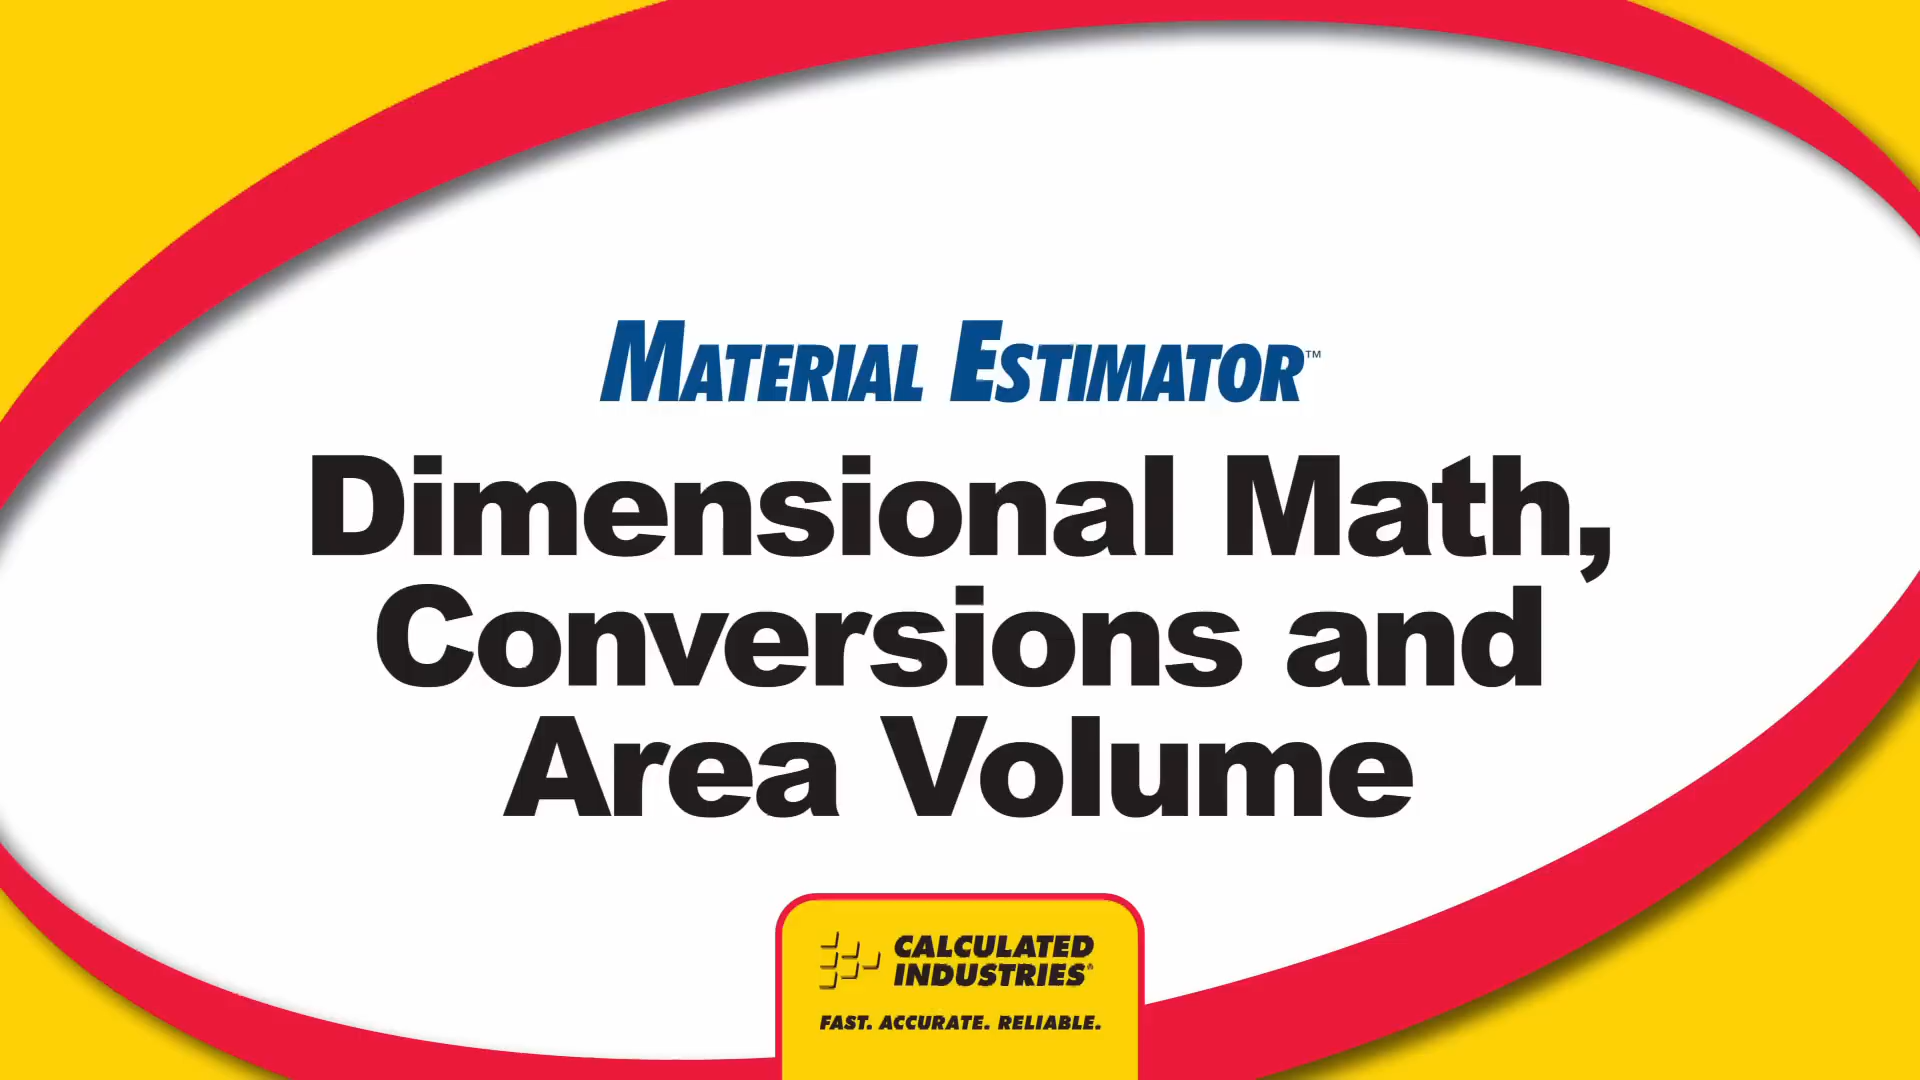 MATERIAL ESTIMATOR™
Dimensional Math,
Conversions and
Area Volume
CALCULATED
INDUSTRIES®
FAST. ACCURATE. RELIABLE.